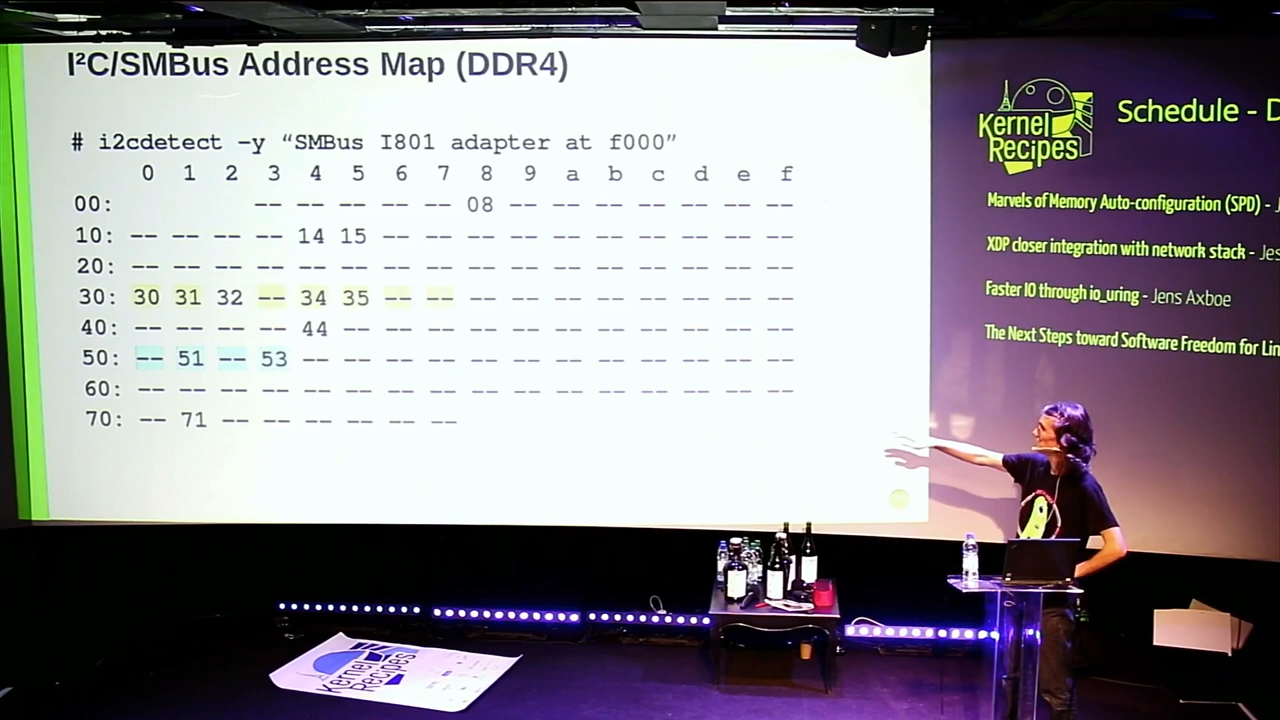 I²C/SMBus Address Map (DDR4)
# i2cdetect -y “SMBus I801 adapter at f000”
0 1 2 3 4 5 6 7 8 9 a b c d e f
00: -- -- -- -- -- 08 -- -- -- -- -- -- --
10: -- -- -- -- 14 15 -- -- -- -- -- -- -- -- -- --
20: -- -- -- -- -- -- -- -- -- -- -- -- -- -- -- --
30: 30 31 32 -- 34 35 -- -- -- -- -- -- -- -- -- --
40: -- -- -- -- 44 -- -- -- -- -- -- -- -- -- -- --
50: -- 51 -- 53 -- -- -- -- -- -- -- -- -- -- -- --
60: -- -- -- -- -- -- -- -- -- -- -- -- -- -- -- --
70: -- 71 -- -- -- -- -- --
Kernel
Recipes
Schedule -
Marvels of Memory Auto-configuration (SPD) -
XDP closer integration with network stack -
Faster IO through io_uring - Jens Axboe
The Next Steps toward Software Freedom for
Kernel
Recipes